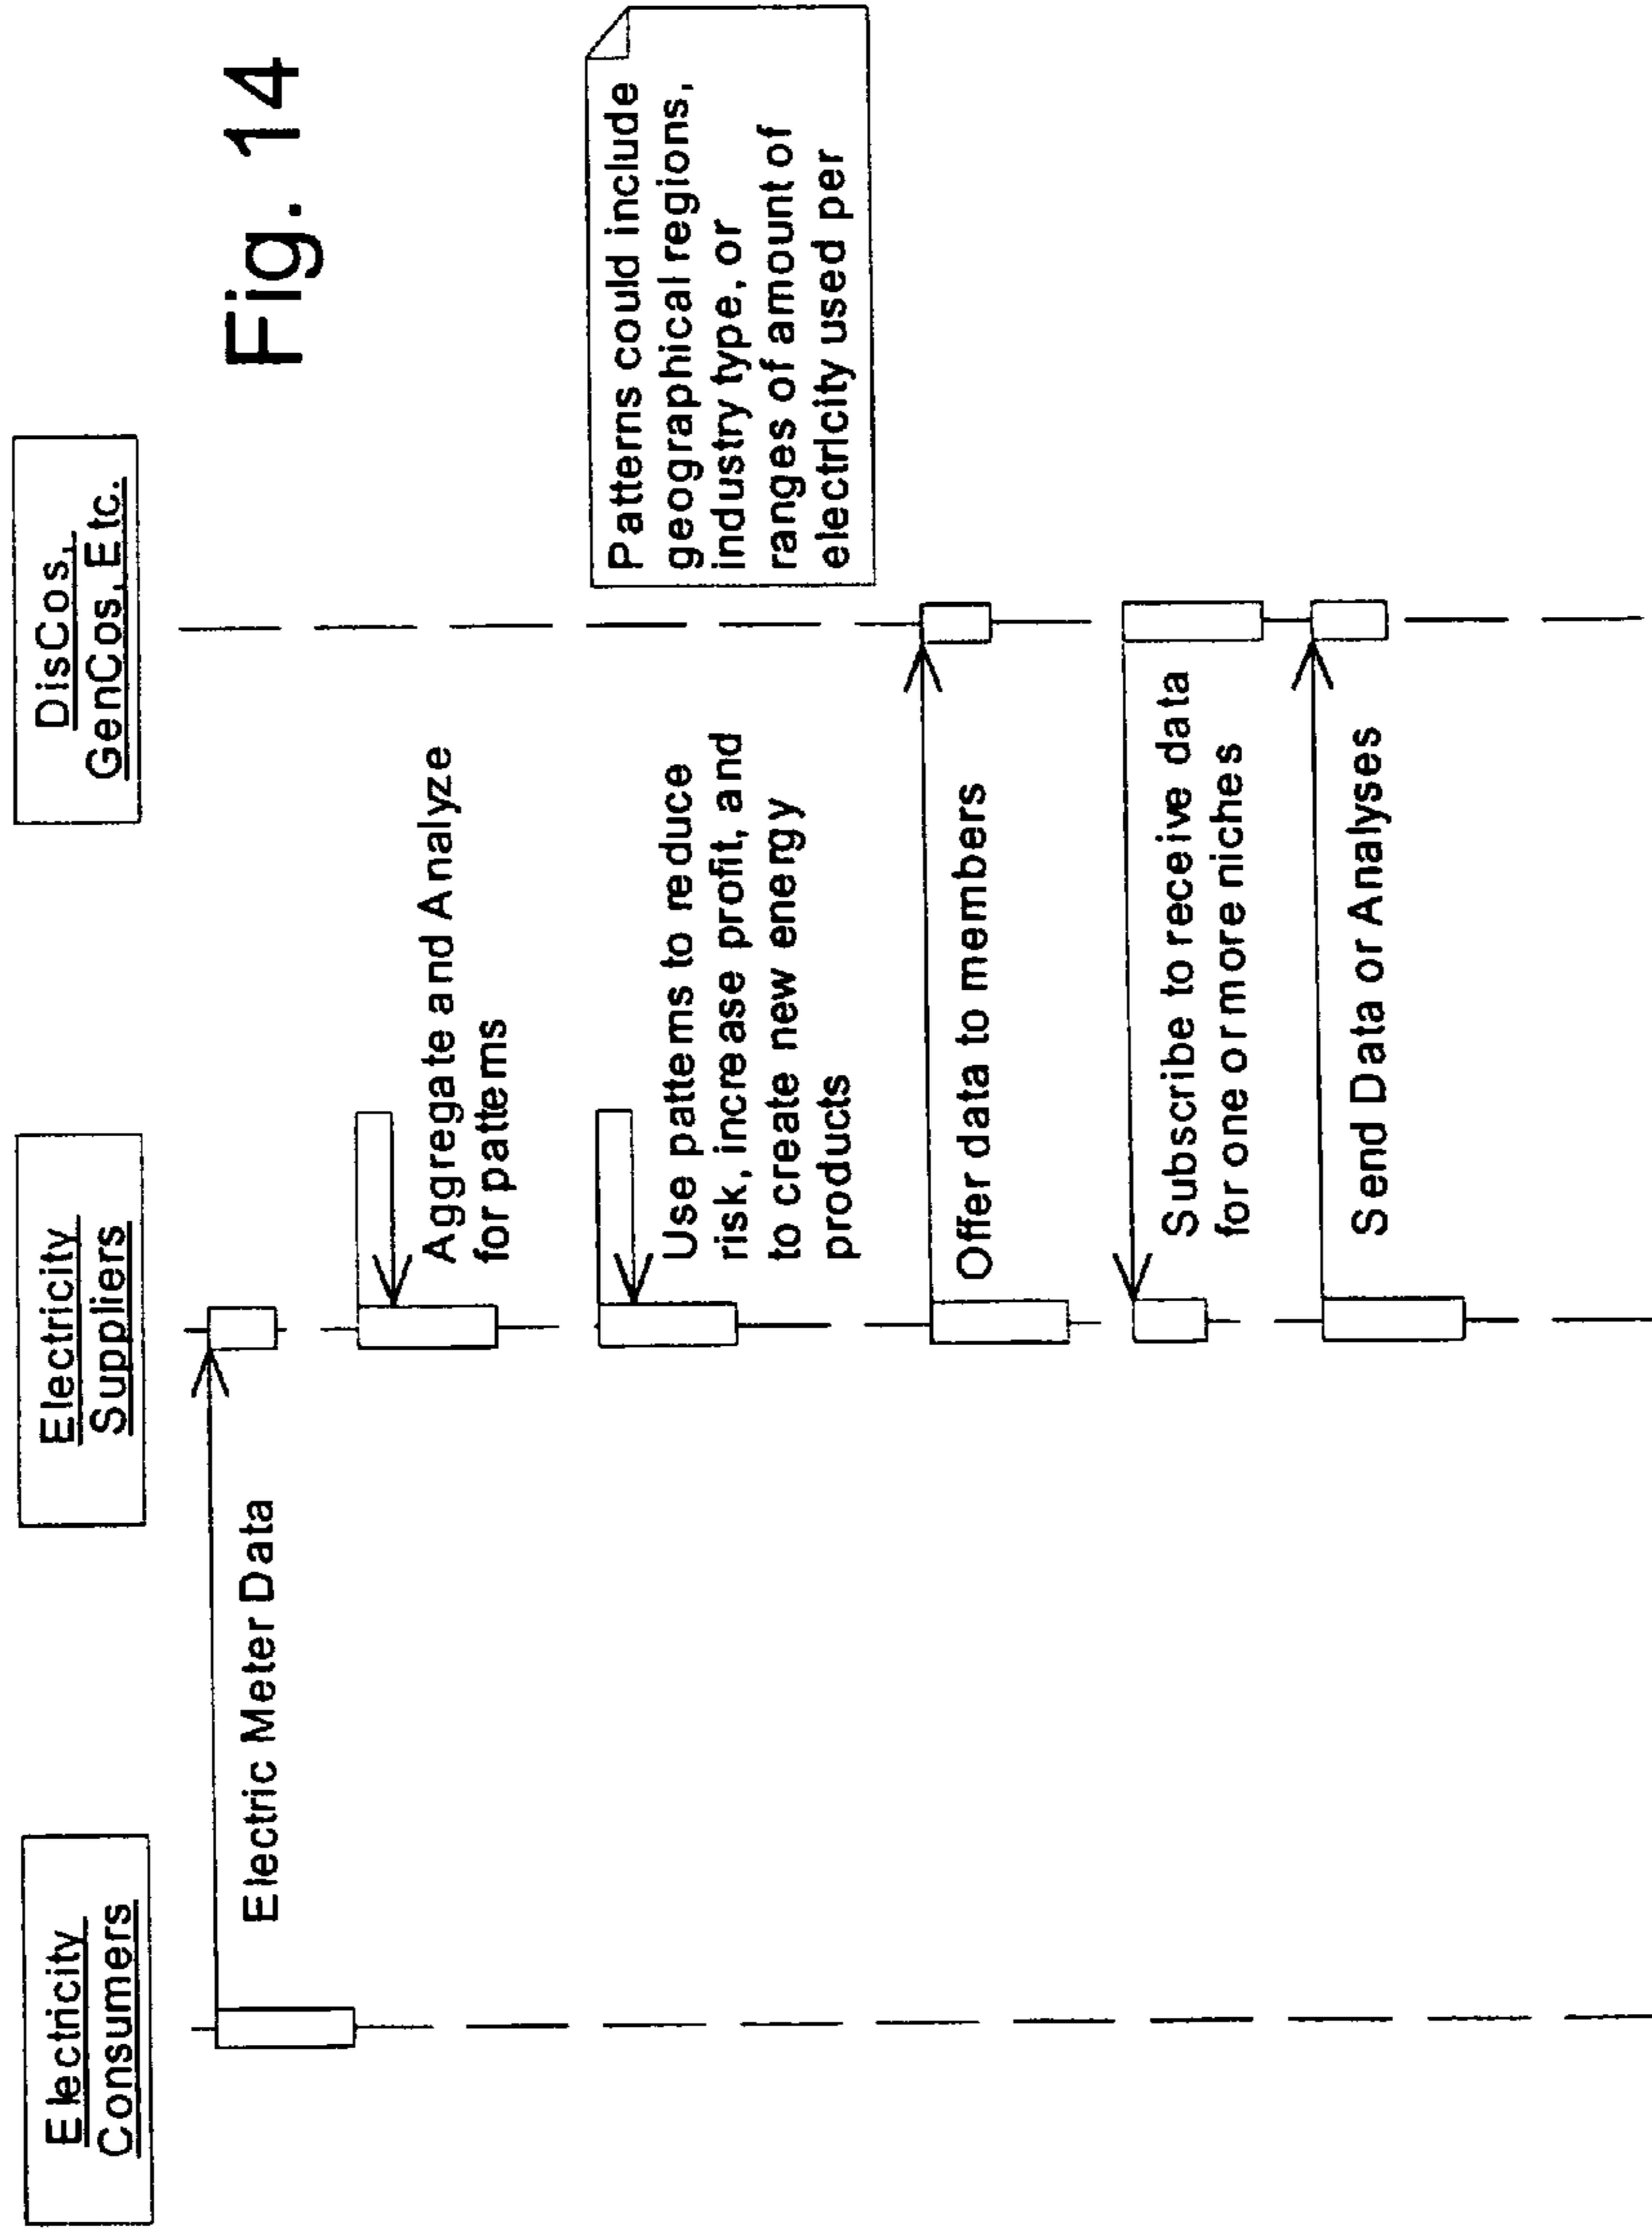 Fig. 14
Electricity
Consumers
Electricity
Suppliers
DisCos,
GenCos, Etc.
Electric Meter Data
Aggregate and Analyze
for patterns
Use patterns to reduce
risk, increase profit, and
to create new energy
products
Patterns could include
geographical regions,
industry type, or
ranges of amount of
electricity used per
Offer data to members
Subscribe to receive data
for one or more niches
Send Data or Analyses